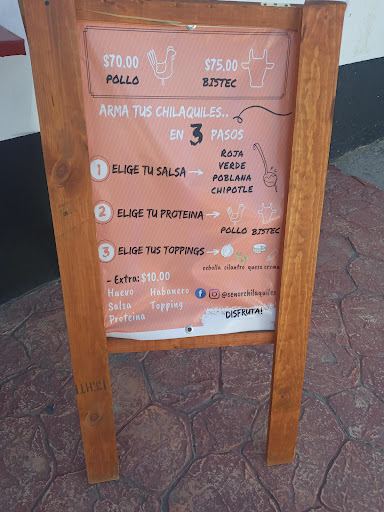 $70.00 $75.00
POLLO BISTEC
ARMA TUS CHILAQUILES..
EN 3 PASOS
1 ELIGE TU SALSA
ROJA
VERDE
POBLANA
CHIPOTLE
2 ELIGE TU PROTEINA
POLLO BISTEC
3 ELIGE TUS TOPPINGS
cebolla cilantro queso crema
- Extra: $10.00
Huevo Habanero
Salsa Topping
Proteina
@senorchilaquiles
DISFRUTA!